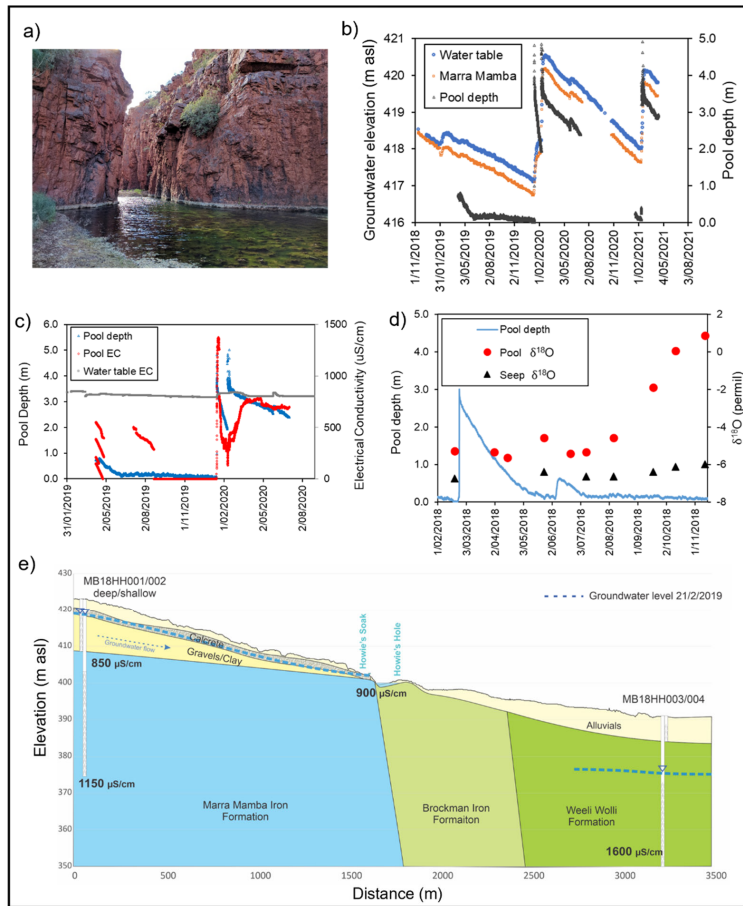 a)
b)
Water table
Marra Mamba
Pool depth
Groundwater elevation (m asl)
421
420
419
418
417
416
5.0
4.0
3.0
2.0
1.0
0.0
Pool depth (m)
1/11/2018
31/01/2019
3/05/2019
2/08/2019
2/11/2019
1/02/2020
3/05/2020
2/08/2020
2/11/2020
1/02/2021
4/05/2021
3/08/2021
c)
Pool depth
Pool EC
Water table EC
Pool Depth (m)
6.0
5.0
4.0
3.0
2.0
1.0
0.0
1500
1000
500
0
Electrical Conductivity (uS/cm)
31/01/2019
2/05/2019
2/08/2019
1/11/2019
1/02/2020
2/05/2020
2/08/2020
d)
Pool depth
Pool δ18O
Seep δ18O
Pool depth (m)
5.0
4.0
3.0
2.0
1.0
0.0
2
0
-2
-4
-6
-8
δ18O (permil)
1/02/2018
3/03/2018
2/04/2018
2/05/2018
2/06/2018
3/07/2018
2/08/2018
1/09/2018
2/10/2018
1/11/2018
e)
Elevation (m asl)
430
420
410
400
390
380
370
360
350
MB18HH001/002
deep/shallow
Groundwater level 21/2/2019
Groundwater flow
Calcrete
Gravels/Clay
Howie's Soak
Howie's Hole
850 µS/cm
900 µS/cm
MB18HH003/004
Alluvials
1150 µS/cm
Marra Mamba Iron
Formation
Brockman Iron
Formaiton
Weeli Wolli
Formation
1600 µS/cm
0
500
1000
1500
2000
2500
3000
3500
Distance (m)